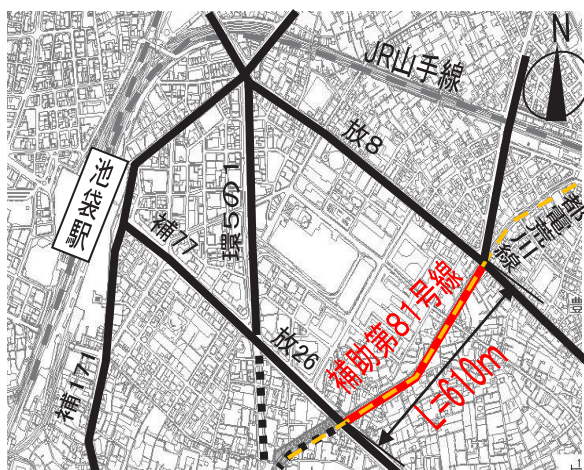 N
JR山手線
放8
池袋駅
環5の1
補77
都電荒川線
補助第81号線
放26
L=610m
補171